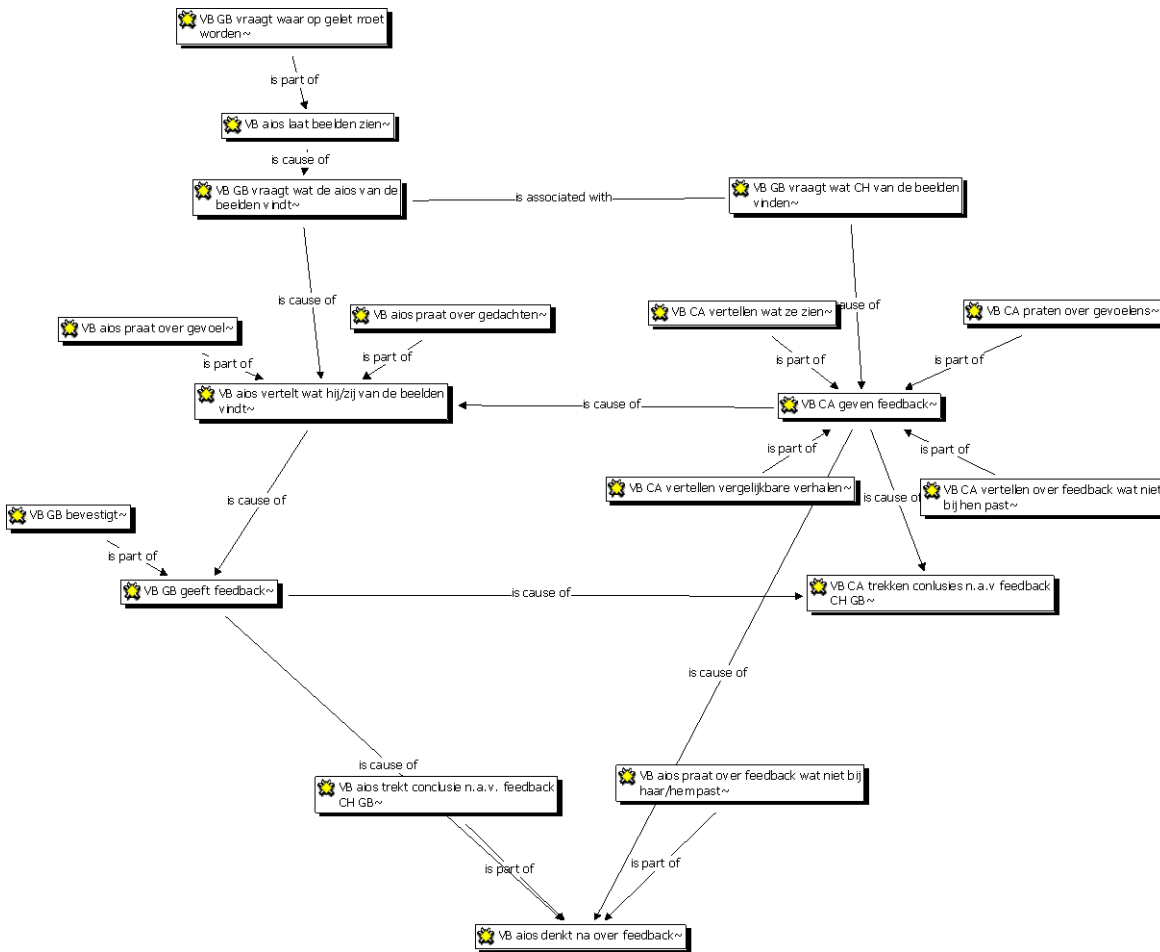 VB GB vraagt waar op gelet moet
worden~
is part of
VB aios laat beelden zien~
is cause of
VB GB vraagt wat de aios van de
beelden vindt~
is associated with
VB GB vraagt wat CH van de beelden
vinden~
is cause of
ause of
VB aios praat over gevoel~
VB aios praat over gedachten~
VB CA vertellen wat ze zien~
VB CA praten over gevoelens~
is part of
is part of
is part of
is part of
VB aios vertelt wat hij/zij van de beelden
vindt~
is cause of
VB CA geven feedback~
is part of
is part of
VB CA vertellen vergelijkbare verhalen~
VB CA vertellen over feedback wat niet
bij hen past~
is cause of
is cause of
VB GB bevestigt~
is part of
VB GB geeft feedback~
is cause of
VB CA trekken conlusies n.a.v feedback
CH GB~
is cause of
is cause of
VB aios trekt conclusie n.a.v. feedback
CH GB~
VB aios praat over feedback wat niet bij
haar/hem past~
is part of
is part of
VB aios denkt na over feedback~